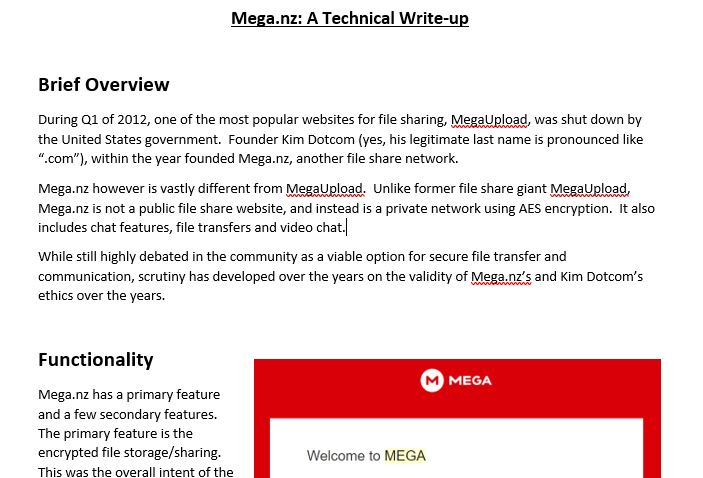 Mega.nz: A Technical Write-up
Brief Overview
During Q1 of 2012, one of the most popular websites for file sharing, MegaUpload, was shut down by
the United States government.  Founder Kim Dotcom (yes, his legitimate last name is pronounced like
“.com”), within the year founded Mega.nz, another file share network.
Mega.nz however is vastly different from MegaUpload.  Unlike former file share giant MegaUpload,
Mega.nz is not a public file share website, and instead is a private network using AES encryption.  It also
includes chat features, file transfers and video chat.
While still highly debated in the community as a viable option for secure file transfer and
communication, scrutiny has developed over the years on the validity of Mega.nz’s and Kim Dotcom’s
ethics over the years.
Functionality
Mega.nz has a primary feature
and a few secondary features.
The primary feature is the
encrypted file storage/sharing.
This was the overall intent of the
M MEGA
Welcome to MEGA